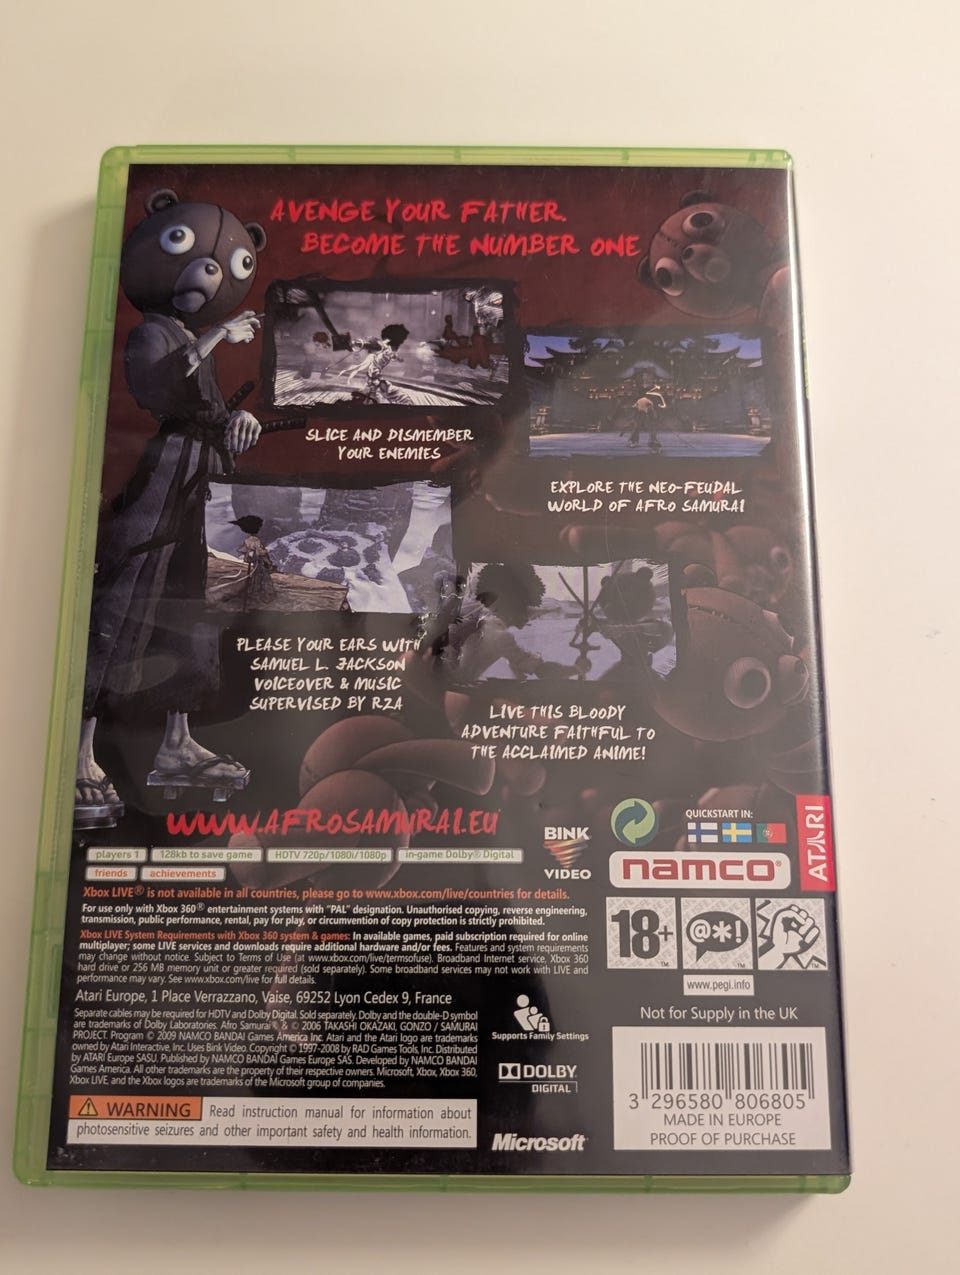 AVENGE YOUR FATHER.
BECOME THE NUMBER ONE
SLICE AND DISMEMBER
YOUR ENEMIES
EXPLORE THE NEO-FEUDAL
WORLD OF AFRO SAMURAI
PLEASE YOUR EARS WITH
SAMUEL L. JACKSON
VOICEOVER & MUSIC
SUPERVISED BY RZA
LIVE THIS BLOODY
ADVENTURE FAITHFUL TO
THE ACCLAIMED ANIME!
WWW.AFROSAMURAI.EU
BINK
VIDEO
QUICKSTART IN:
namco®
ATARI
players 1
128kb to save game
HDTV 720p/1080i/1080p
in-game Dolby® Digital
friends
achievements
Xbox LIVE® is not available in all countries, please go to www.xbox.com/live/countries for details.
For use only with Xbox 360® entertainment systems with "PAL" designation. Unauthorised copying, reverse engineering,
transmission, public performance, rental, pay for play, or circumvention of copy protection is strictly prohibited.
Xbox LIVE System Requirements with Xbox 360 system & games: In available games, paid subscription required for online
multiplayer; some LIVE services and downloads require additional hardware and/or fees. Features and system requirements
may change without notice. Subject to Terms of Use (at www.xbox.com/live/termsofuse). Broadband Internet service, Xbox 360
hard drive or 256 MB memory unit or greater required (sold separately). Some broadband services may not work with LIVE and
performance may vary. See www.xbox.com/live for full details.
Atari Europe, 1 Place Verrazzano, Vaise, 69252 Lyon Cedex 9, France
Separate cables may be required for HDTV and Dolby Digital. Sold separately. Dolby and the double-D symbol
are trademarks of Dolby Laboratories. Afro Samurai® & © 2006 TAKASHI OKAZAKI, GONZO / SAMURAI
PROJECT. Program © 2009 NAMCO BANDAI Games America Inc. Atari and the Atari logo are trademarks
owned by Atari Interactive, Inc. Uses Bink Video. Copyright © 1997-2008 by RAD Games Tools, Inc. Distributed
by ATARI Europe SASU. Published by NAMCO BANDAI Games Europe SAS. Developed by NAMCO BANDAI
Games America. All other trademarks are the property of their respective owners. Microsoft, Xbox, Xbox 360,
Xbox LIVE, and the Xbox logos are trademarks of the Microsoft group of companies.
18+
@*!
www.pegi.info
Not for Supply in the UK
Supports Family Settings
DOLBY
DIGITAL
Microsoft®
WARNING Read instruction manual for information about
photosensitive seizures and other important safety and health information.
3 296580 806805
MADE IN EUROPE
PROOF OF PURCHASE